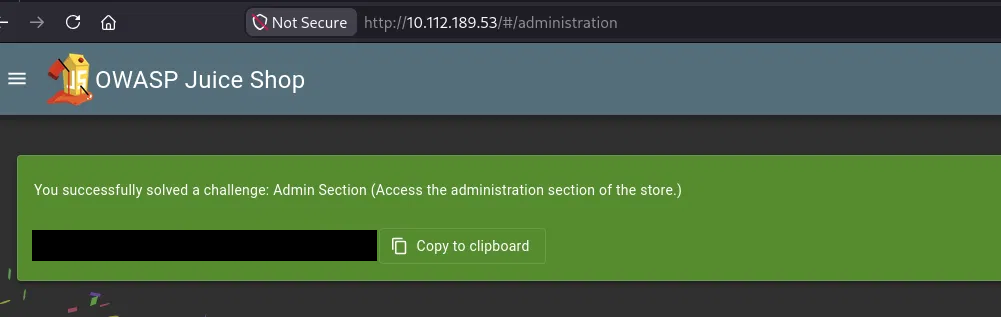 Not Secure http://10.112.189.53/#/administration
OWASP Juice Shop
You successfully solved a challenge: Admin Section (Access the administration section of the store.)
Copy to clipboard